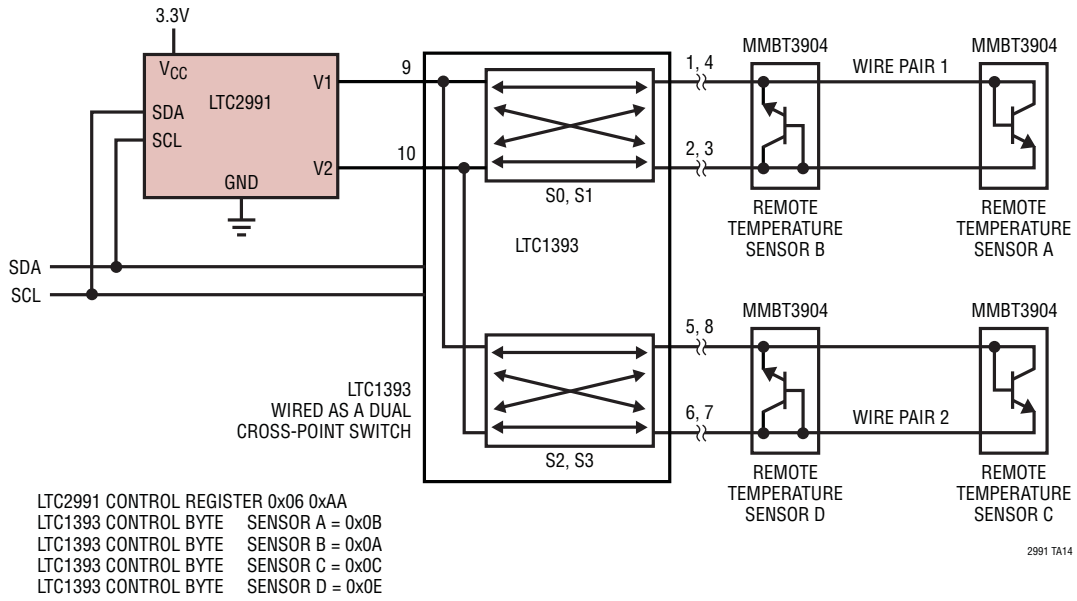 3.3V
VCC
LTC2991
SDA
SCL
GND
V1
V2
9
10
SDA
SCL
S0, S1
LTC1393
S2, S3
LTC1393
WIRED AS A DUAL
CROSS-POINT SWITCH
1, 4
2, 3
MMBT3904
WIRE PAIR 1
MMBT3904
REMOTE
TEMPERATURE
SENSOR B
REMOTE
TEMPERATURE
SENSOR A
5, 8
6, 7
MMBT3904
MMBT3904
WIRE PAIR 2
REMOTE
TEMPERATURE
SENSOR D
REMOTE
TEMPERATURE
SENSOR C
LTC2991 CONTROL REGISTER 0x06 0xAA
LTC1393 CONTROL BYTE SENSOR A = 0x0B
LTC1393 CONTROL BYTE SENSOR B = 0x0A
LTC1393 CONTROL BYTE SENSOR C = 0x0C
LTC1393 CONTROL BYTE SENSOR D = 0x0E
2991 TA14